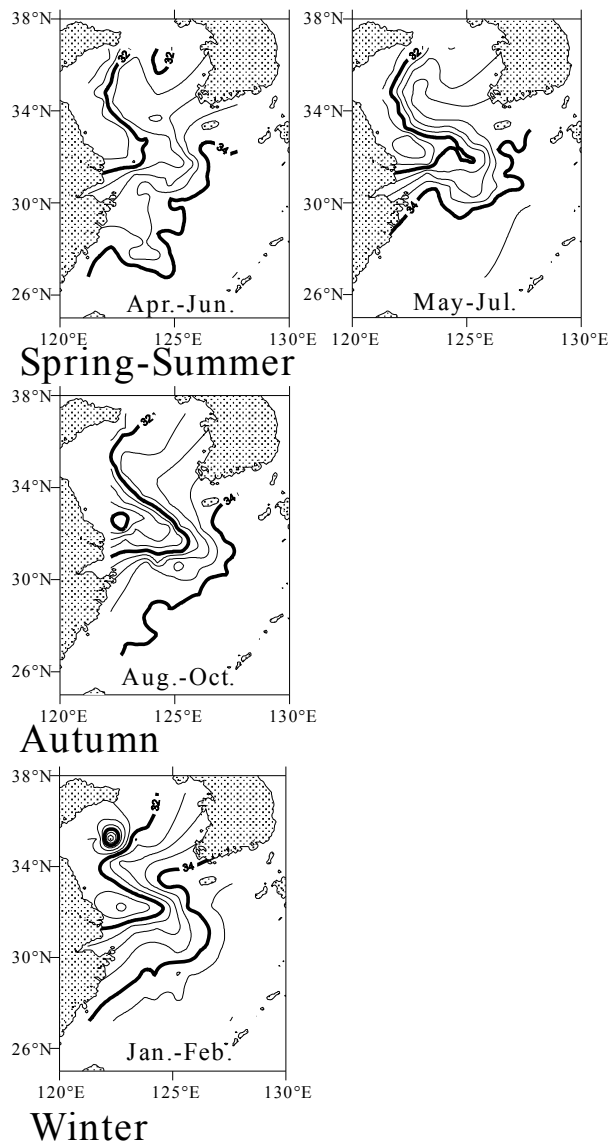 38°N 38°N
32
32
32
34°N 34°N
34
30°N 30°N
34
26°N 26°N
Apr.-Jun. May-Jul.
120°E 125°E 130°E 120°E 125°E 130°E
Spring-Summer
38°N
32
34°N
34
30°N
26°N
Aug.-Oct.
120°E 125°E 130°E
Autumn
38°N
32
34°N
34
30°N
26°N
Jan.-Feb.
120°E 125°E 130°E
Winter